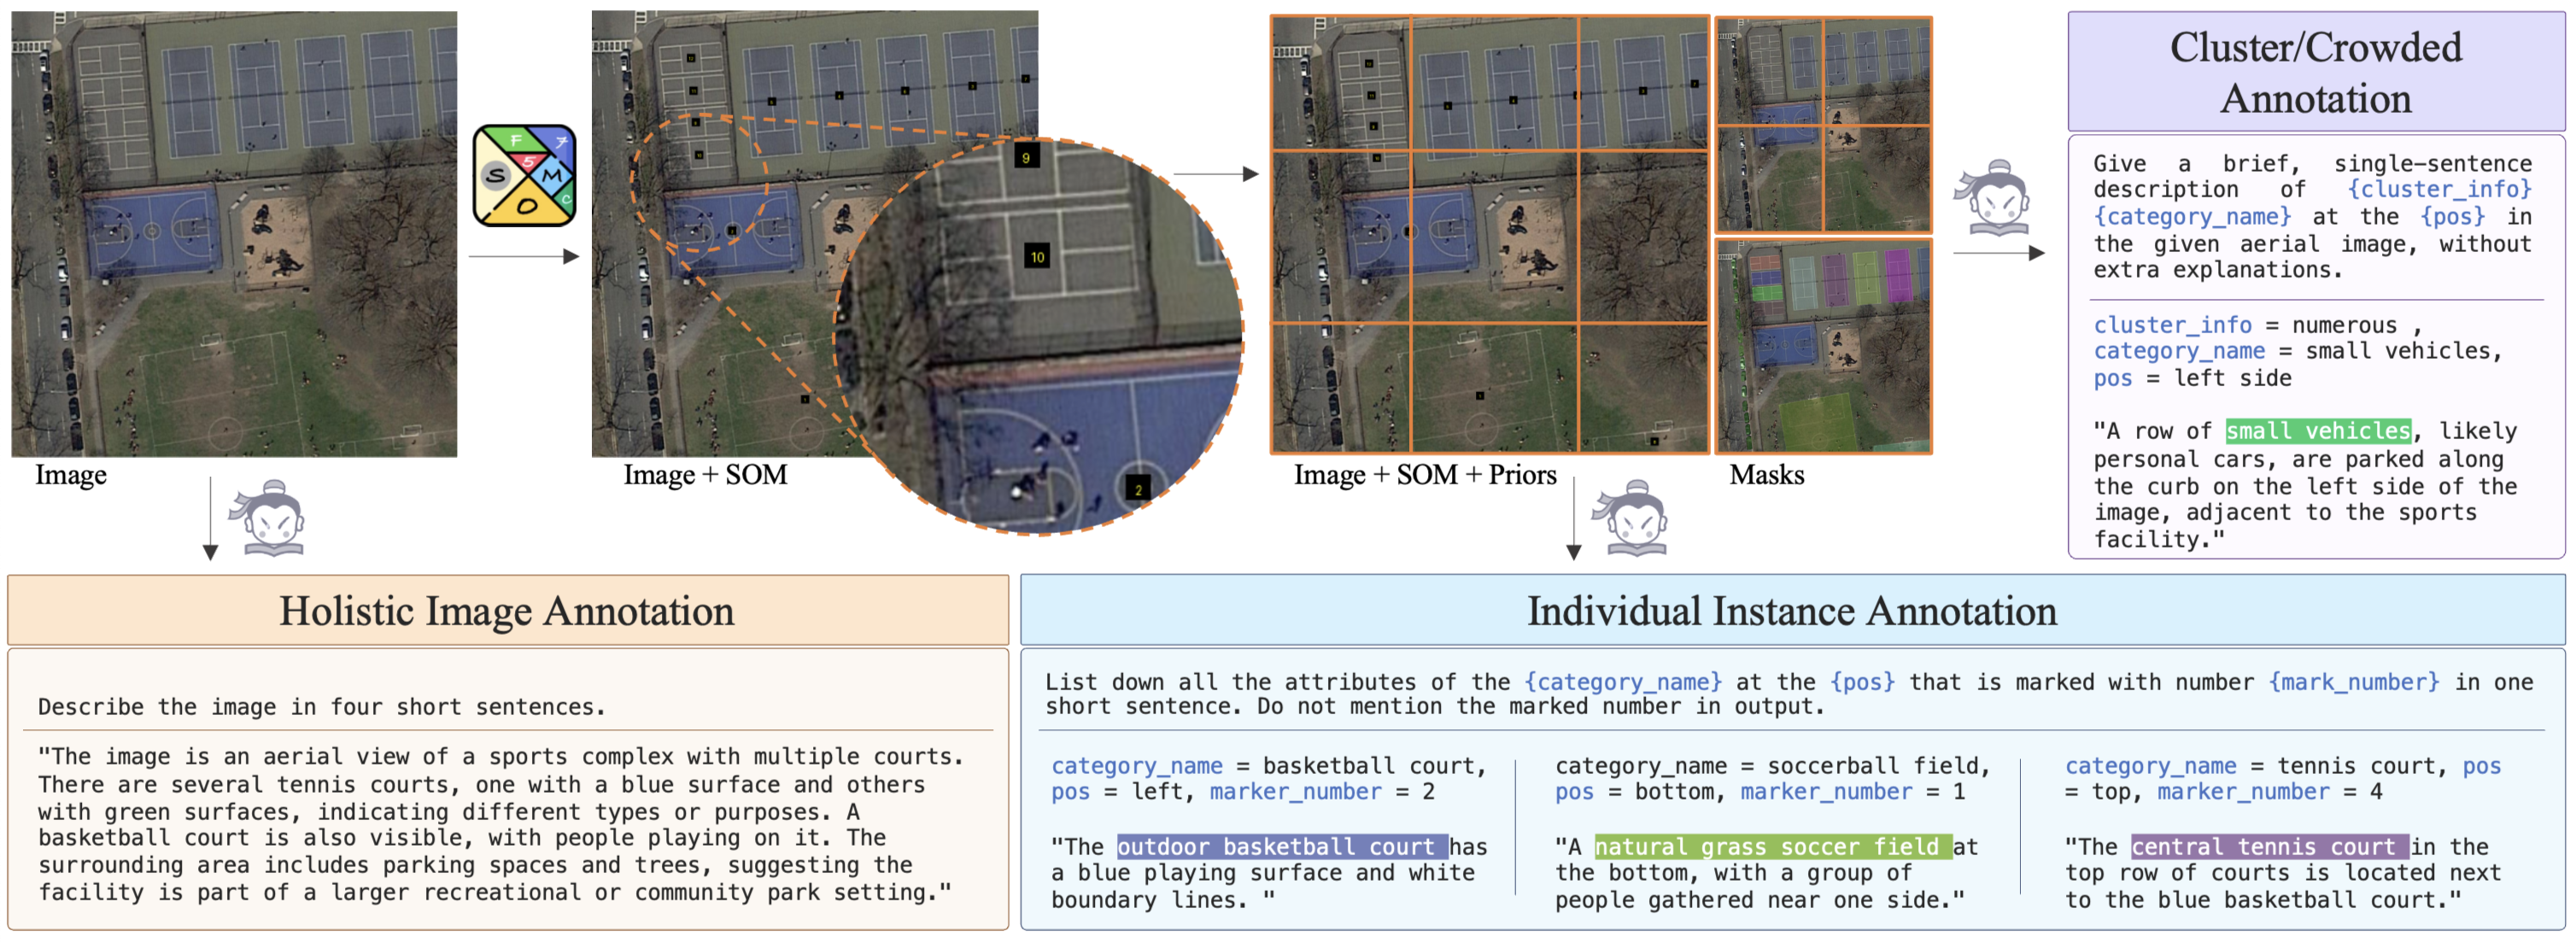 Image
Image + SOM
Image + SOM + Priors
Masks
F
7
5
S
M
C
O
9
10
2
Cluster/Crowded
Annotation
Give a brief, single-sentence
description of {cluster_info}
{category_name} at the {pos} in
the given aerial image, without
extra explanations.
cluster_info = numerous ,
category_name = small vehicles,
pos = left side
"A row of small vehicles, likely
personal cars, are parked along
the curb on the left side of the
image, adjacent to the sports
facility."
Holistic Image Annotation
Describe the image in four short sentences.
"The image is an aerial view of a sports complex with multiple courts.
There are several tennis courts, one with a blue surface and others
with green surfaces, indicating different types or purposes. A
basketball court is also visible, with people playing on it. The
surrounding area includes parking spaces and trees, suggesting the
facility is part of a larger recreational or community park setting."
Individual Instance Annotation
List down all the attributes of the {category_name} at the {pos} that is marked with number {mark_number} in one
short sentence. Do not mention the marked number in output.
category_name = basketball court,
pos = left, marker_number = 2
"The outdoor basketball court has
a blue playing surface and white
boundary lines. "
category_name = soccerball field,
pos = bottom, marker_number = 1
"A natural grass soccer field at
the bottom, with a group of
people gathered near one side."
category_name = tennis court, pos
= top, marker_number = 4
"The central tennis court in the
top row of courts is located next
to the blue basketball court."